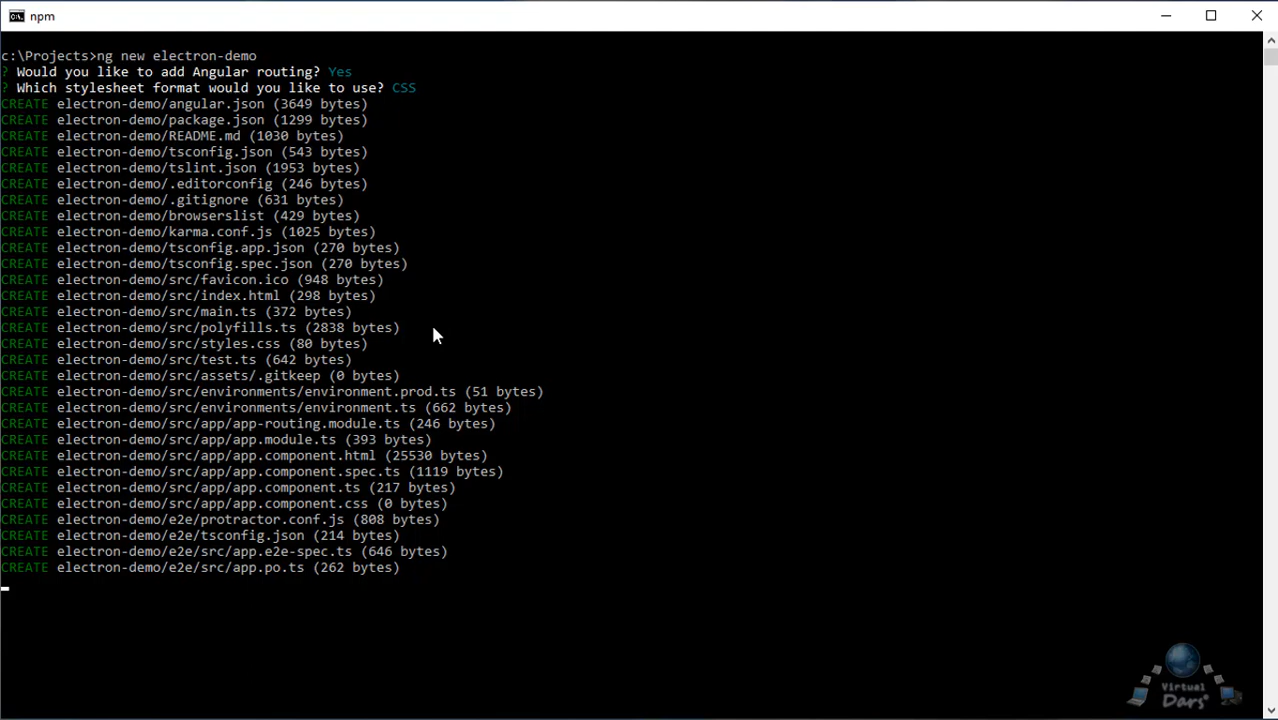 npm
c:\Projects>ng new electron-demo
? Would you like to add Angular routing? Yes
? Which stylesheet format would you like to use? CSS
CREATE electron-demo/angular.json (3649 bytes)
CREATE electron-demo/package.json (1299 bytes)
CREATE electron-demo/README.md (1030 bytes)
CREATE electron-demo/tsconfig.json (543 bytes)
CREATE electron-demo/tslint.json (1953 bytes)
CREATE electron-demo/.editorconfig (246 bytes)
CREATE electron-demo/.gitignore (631 bytes)
CREATE electron-demo/browserslist (429 bytes)
CREATE electron-demo/karma.conf.js (1025 bytes)
CREATE electron-demo/tsconfig.app.json (270 bytes)
CREATE electron-demo/tsconfig.spec.json (270 bytes)
CREATE electron-demo/src/favicon.ico (948 bytes)
CREATE electron-demo/src/index.html (298 bytes)
CREATE electron-demo/src/main.ts (372 bytes)
CREATE electron-demo/src/polyfills.ts (2838 bytes)
CREATE electron-demo/src/styles.css (80 bytes)
CREATE electron-demo/src/test.ts (642 bytes)
CREATE electron-demo/src/assets/.gitkeep (0 bytes)
CREATE electron-demo/src/environments/environment.prod.ts (51 bytes)
CREATE electron-demo/src/environments/environment.ts (662 bytes)
CREATE electron-demo/src/app/app-routing.module.ts (246 bytes)
CREATE electron-demo/src/app/app.module.ts (393 bytes)
CREATE electron-demo/src/app/app.component.html (25530 bytes)
CREATE electron-demo/src/app/app.component.spec.ts (1119 bytes)
CREATE electron-demo/src/app/app.component.ts (217 bytes)
CREATE electron-demo/src/app/app.component.css (0 bytes)
CREATE electron-demo/e2e/protractor.conf.js (808 bytes)
CREATE electron-demo/e2e/tsconfig.json (214 bytes)
CREATE electron-demo/e2e/src/app.e2e-spec.ts (646 bytes)
CREATE electron-demo/e2e/src/app.po.ts (262 bytes)
Virtual
Dars®